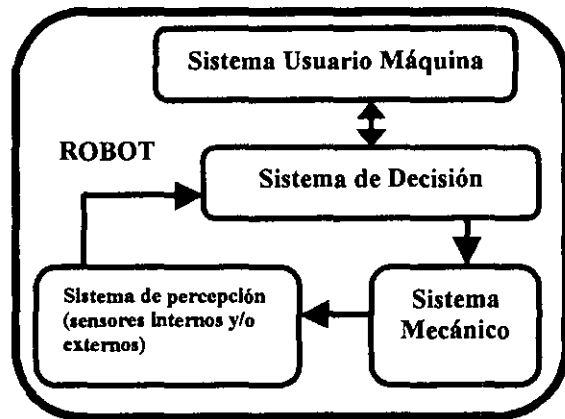 Sistema Usuario Máquina
ROBOT
Sistema de Decisión
Sistema de percepción
(sensores internos y/o
externos)
Sistema
Mecánico